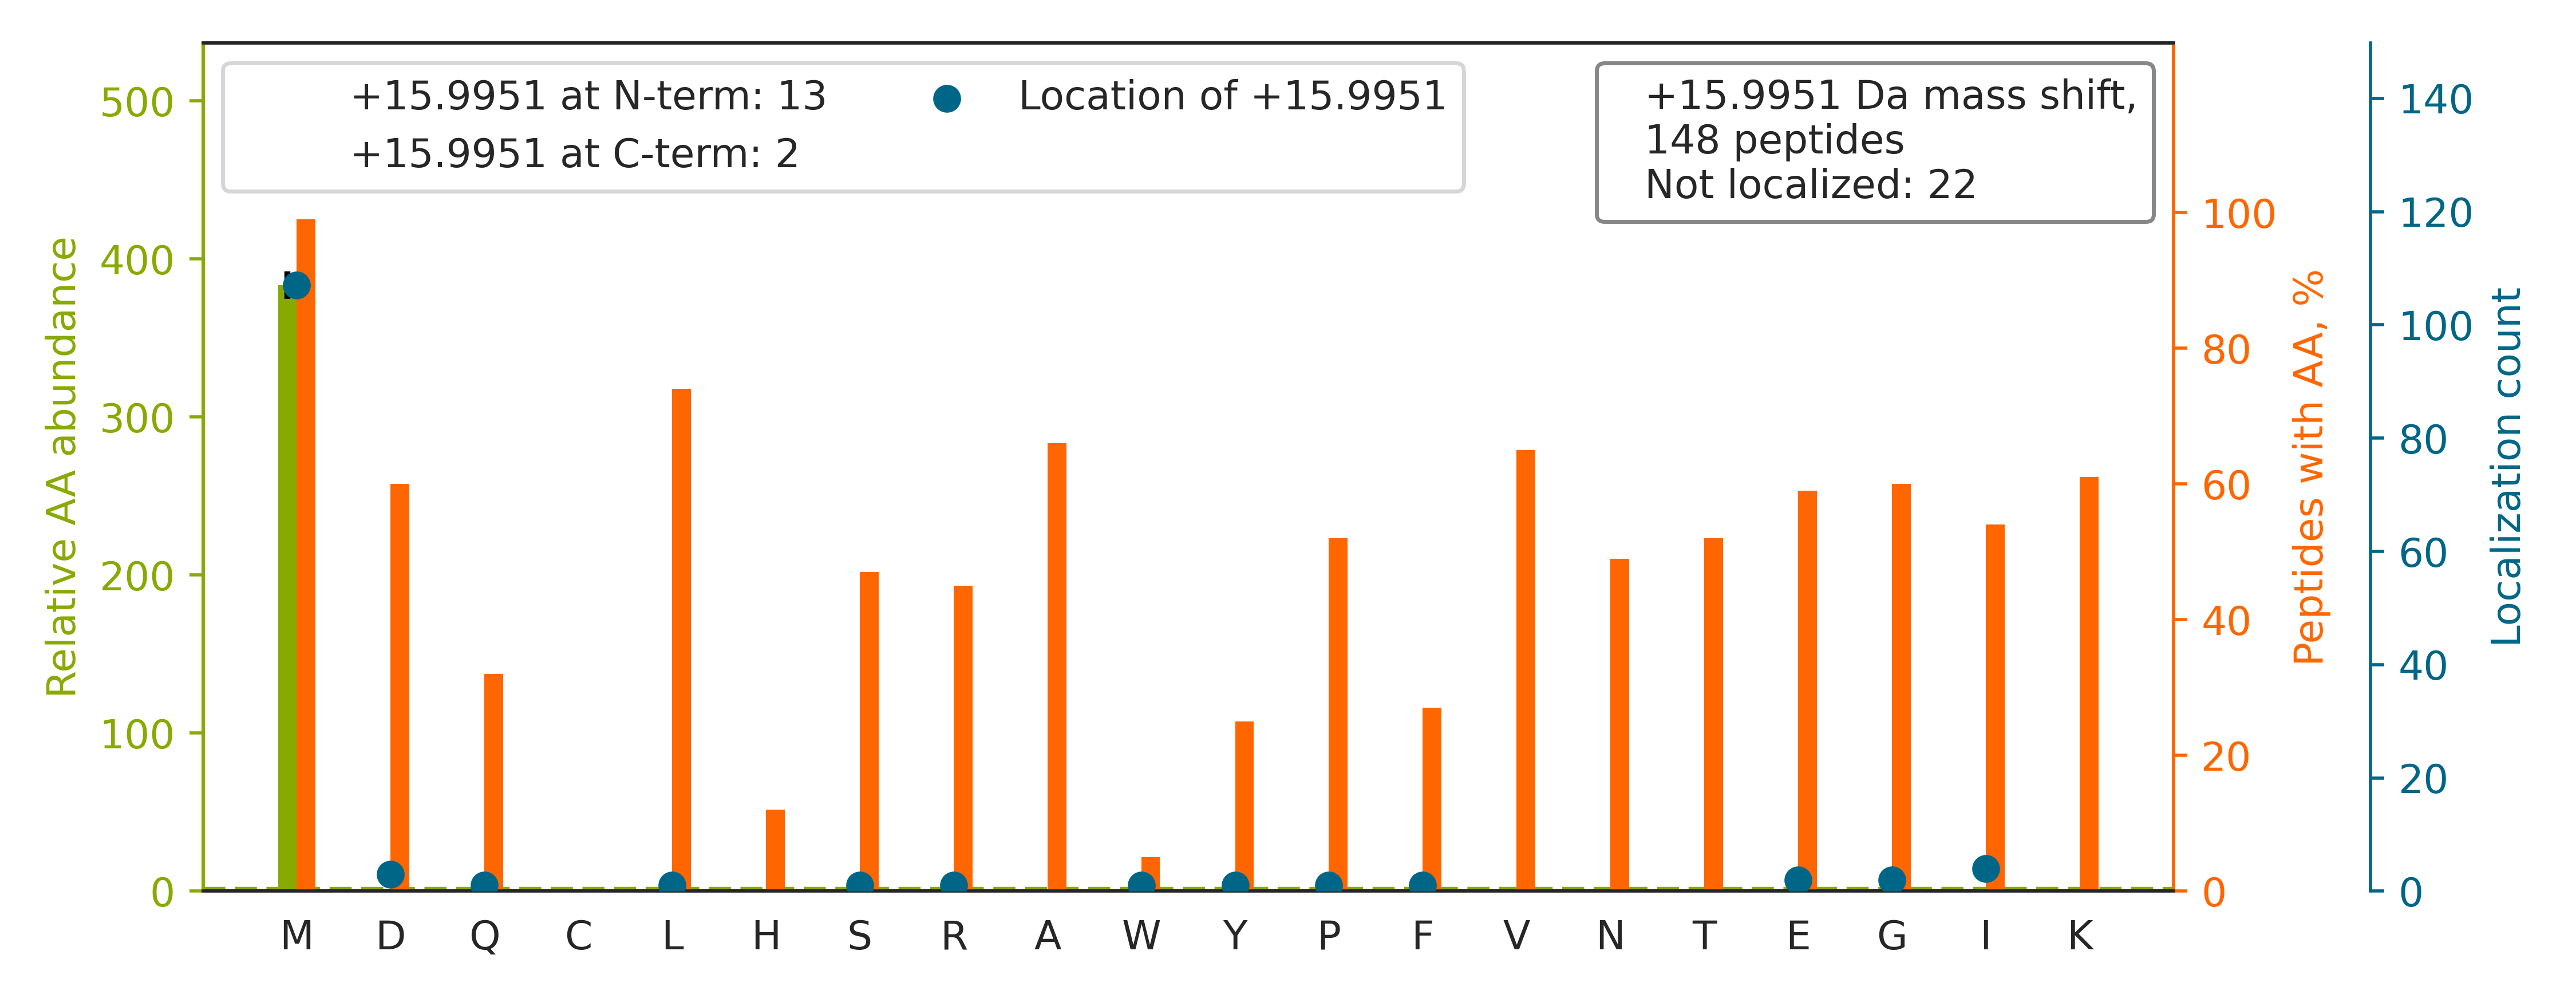 +15.9951 at N-term: 13
+15.9951 at C-term: 2
Location of +15.9951
+15.9951 Da mass shift,
148 peptides
Not localized: 22
Relative AA abundance
500
400
300
200
100
0
M D Q C L H S R A W Y P F V N T E G I K
100
80
60
40
20
0
Peptides with AA, %
140
120
100
80
60
40
20
0
Localization count